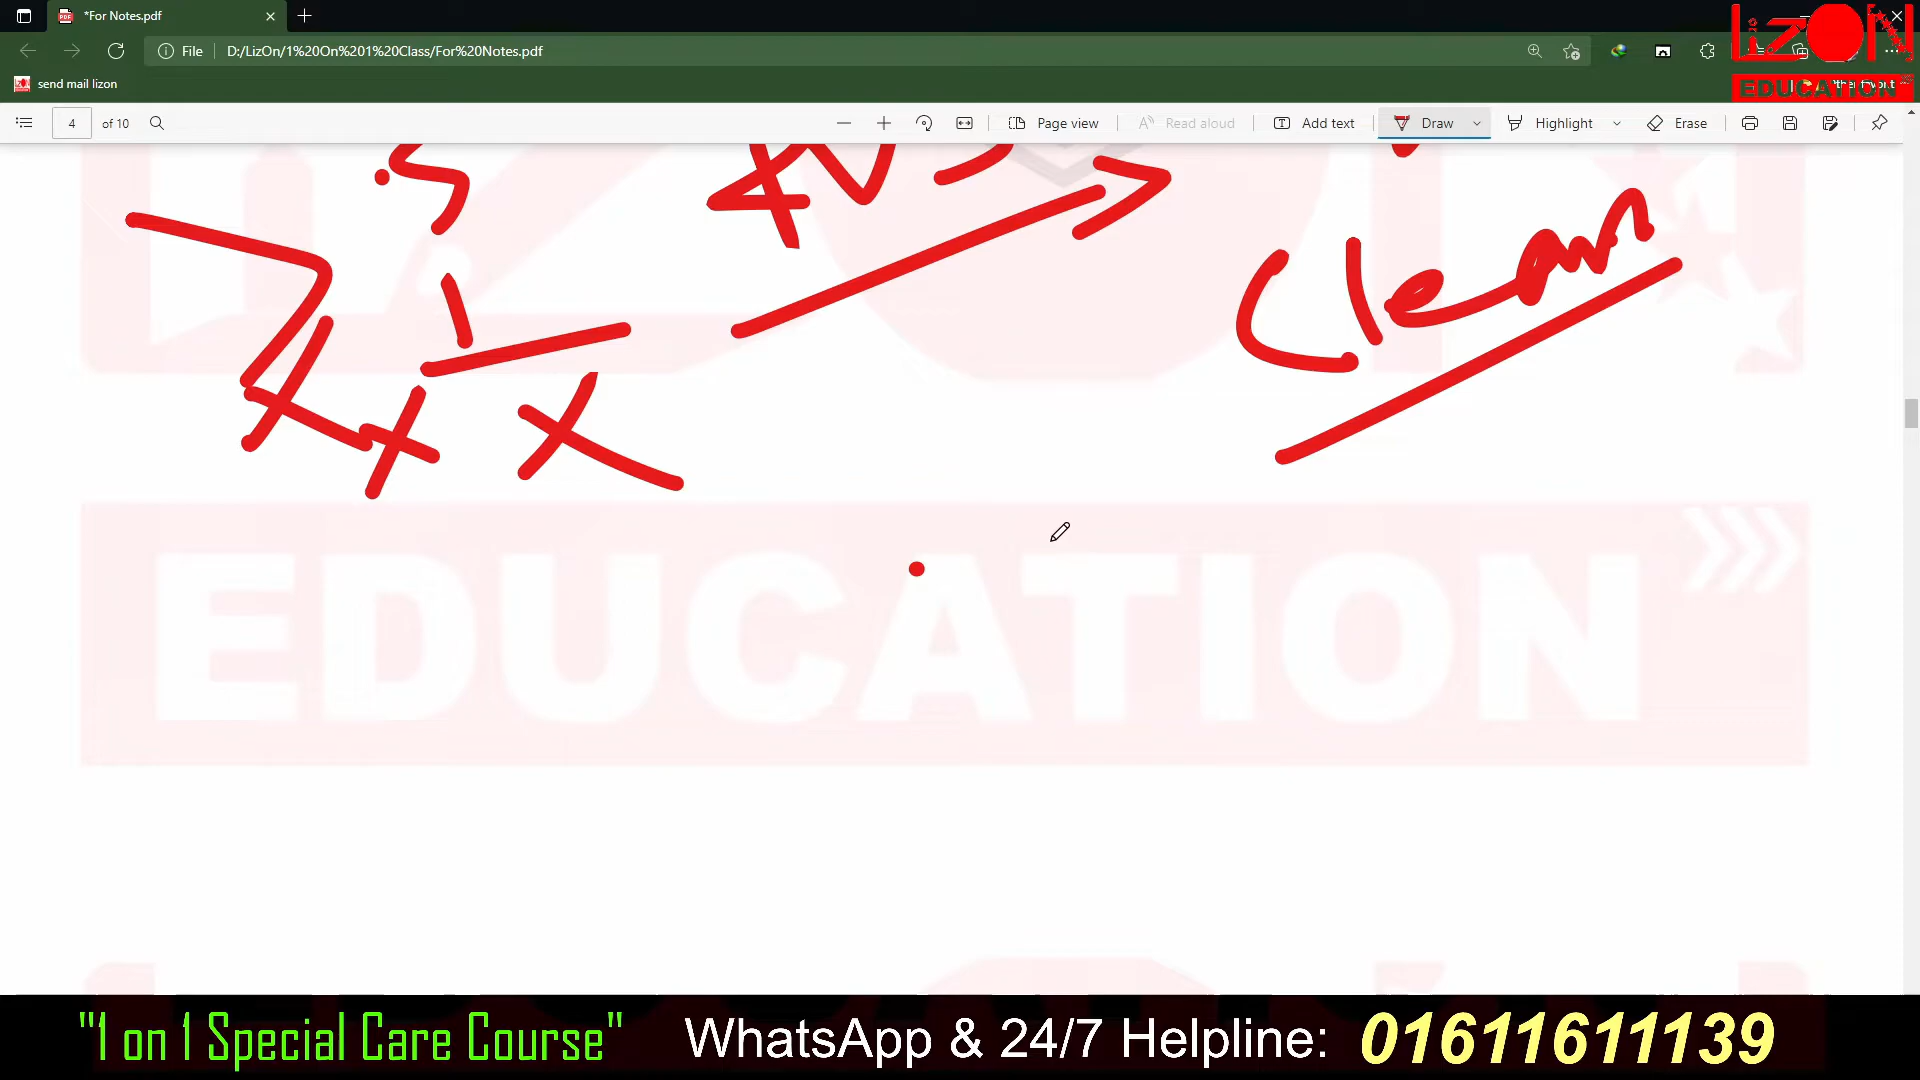 *For Notes.pdf
File D:/LizOn/1%20On%201%20Class/For%20Notes.pdf
LizON
EDUCATION
send mail lizon
4 of 10 Page view Read aloud Add text Draw Highlight Erase
Clean
EDUCATION
"1 on 1 Special Care Course" WhatsApp & 24/7 Helpline: 01611611139